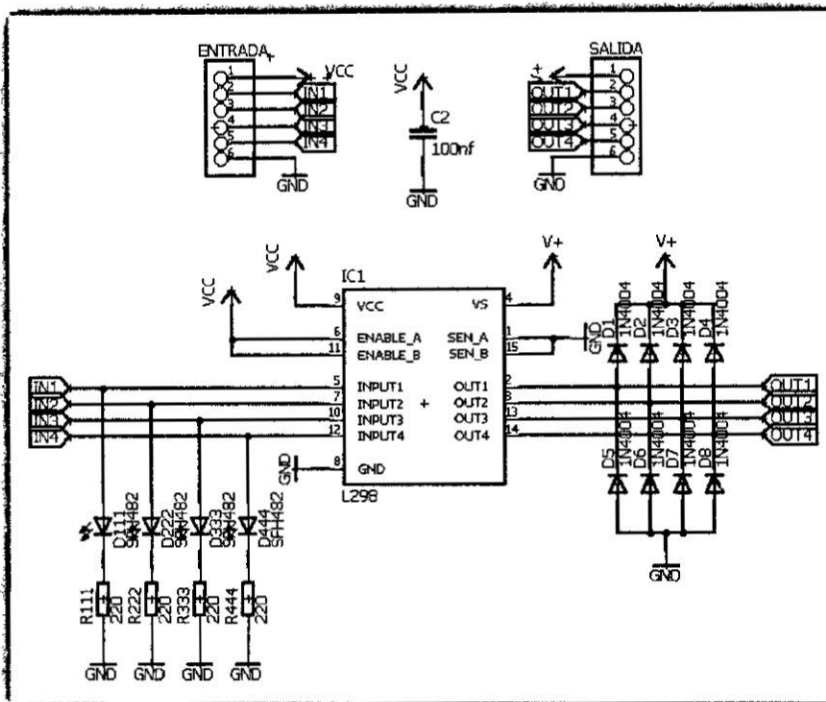 ENTRADA
1
2
3
4
5
6
VCC
IN1
IN2
IN3
IN4
GND
VCC
C2
100nf
GND
SALIDA
1
2
3
4
5
6
OUT1
OUT2
OUT3
OUT4
GND
VCC
VCC
IC1
9 VCC
6 ENABLE_A
11 ENABLE_B
5 INPUT1
7 INPUT2
10 INPUT3
12 INPUT4
8 GND
VS 4
SEN_A 1
SEN_B 15
OUT1 2
OUT2
OUT3 13
OUT4 14
L298
V+
GND
V+
D1 1N4004
D2 1N4004
D3 1N4004
D4 1N4004
D5 1N4004
D6 1N4004
D7 1N4004
D8 1N4004
GND
OUT1
OUT2
OUT3
OUT4
IN1
IN2
IN3
IN4
GND
D111
D222
D333
D444
SFH482
R111 220
R222 220
R333 220
R444 220
GND
GND
GND
GND